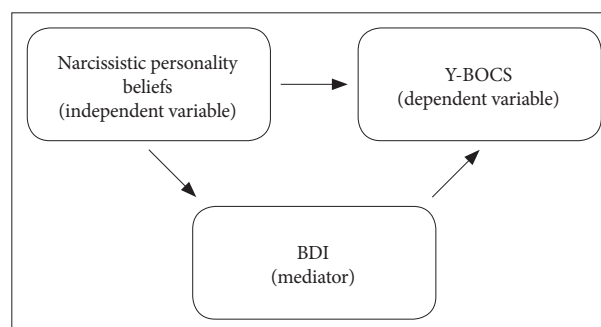 Narcissistic personality
beliefs
(independent variable)
Y-BOCS
(dependent variable)
BDI
(mediator)